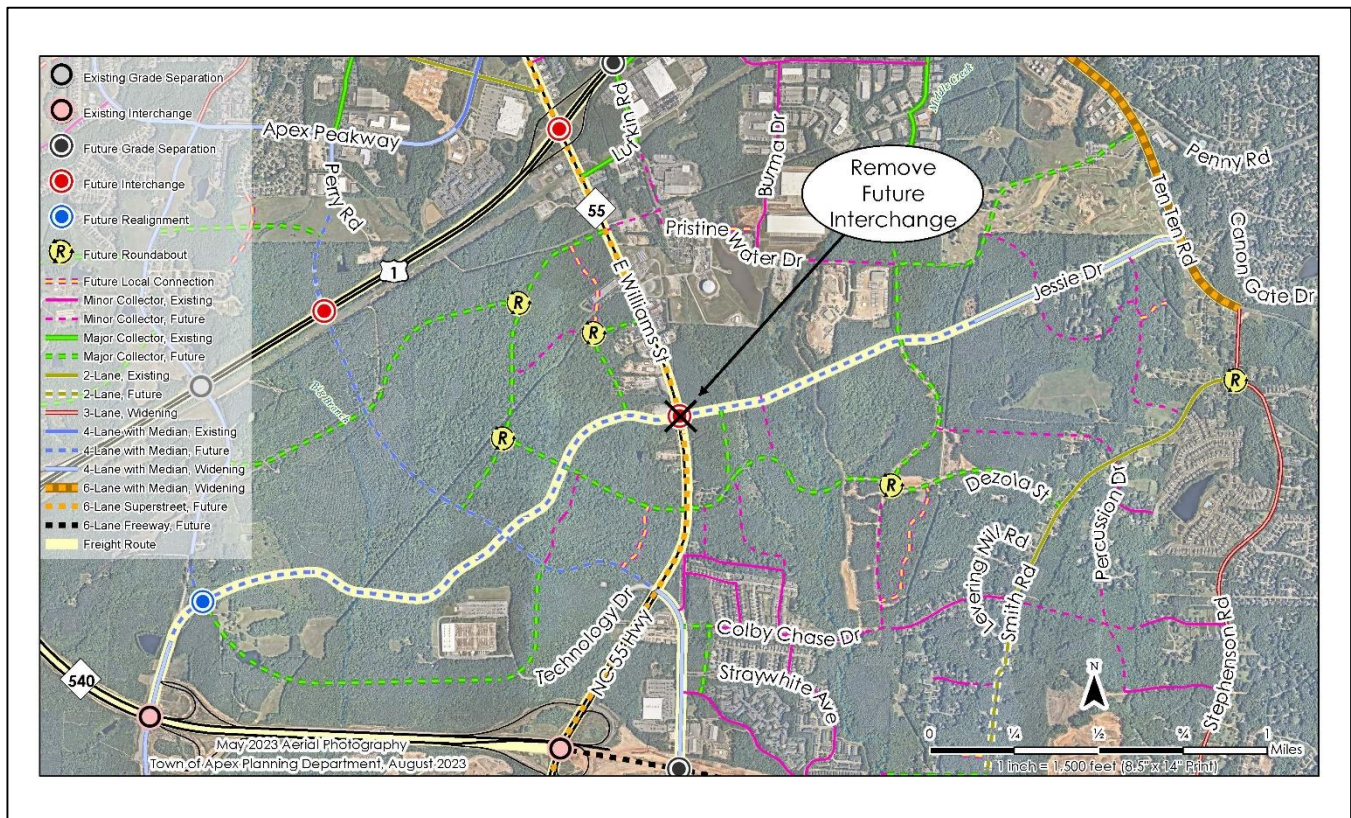 Existing Grade Separation
Existing Interchange
Future Grade Separation
Future Interchange
Future Realignment
R
Future Roundabout
Future Local Connection
Minor Collector, Existing
Minor Collector, Future
Major Collector, Existing
Major Collector, Future
2-Lane, Existing
2-Lane, Future
3-Lane, Widening
4-Lane with Median, Existing
4-Lane with Median, Future
4-Lane with Median, Widening
6-Lane with Median, Widening
6-Lane Superstreet, Future
6-Lane Freeway, Future
Freight Route
Apex Peakway
Perry Rd
Lufkin Rd
Burma Dr
Middle Creek
Penny Rd
Ten Ten Rd
Canon
Gate Dr
Remove
Future
Interchange
55
Pristine
Water Dr
E Williams St
1
Jessie Dr
R
R
R
R
R
Big Branch
Dezola St
Levering Mill Rd
Smith Rd
Percussion Dr
Stephenson Rd
Technology Dr
NC 55 Hwy
Colby Chase Dr
Straywhite Ave
540
May 2023 Aerial Photography
Town of Apex Planning Department, August 2023
N
0 ¼ ½ ¾ 1
Miles
1 inch = 1,500 feet (8.5" x 14" Print)